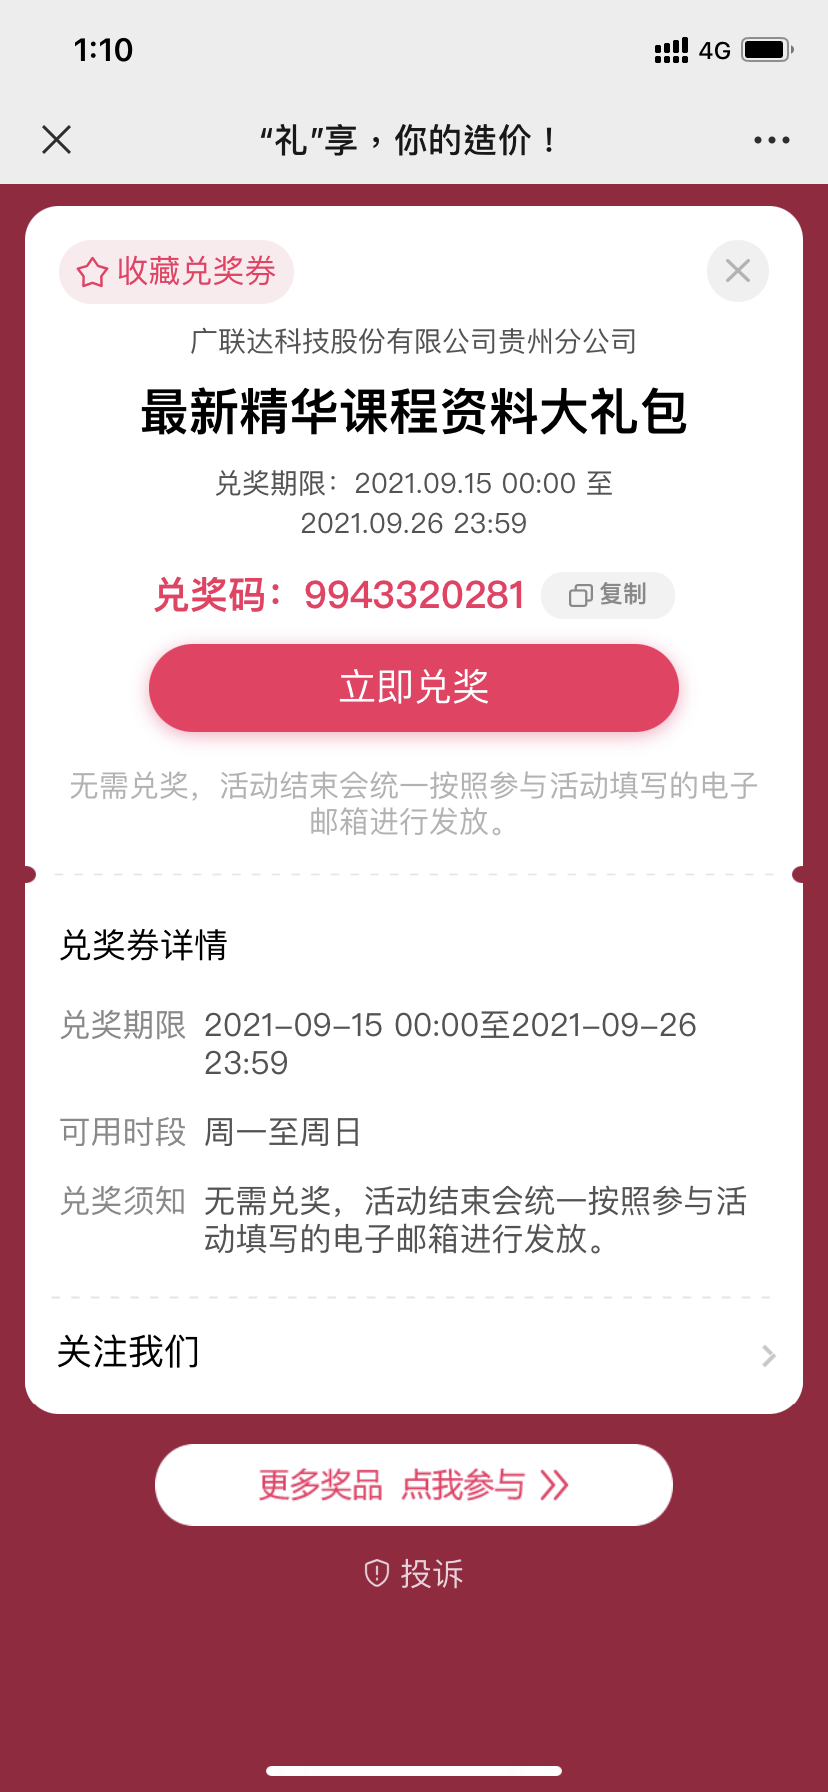 1:10
4G
“礼”享，你的造价！
收藏兑奖券
广联达科技股份有限公司贵州分公司
最新精华课程资料大礼包
兑奖期限：2021.09.15 00:00 至
2021.09.26 23:59
兑奖码：9943320281 复制
立即兑奖
无需兑奖，活动结束会统一按照参与活动填写的电子
邮箱进行发放。
兑奖券详情
兑奖期限 2021-09-15 00:00至2021-09-26
23:59
可用时段 周一至周日
兑奖须知 无需兑奖，活动结束会统一按照参与活
动填写的电子邮箱进行发放。
关注我们
更多奖品 点我参与
投诉